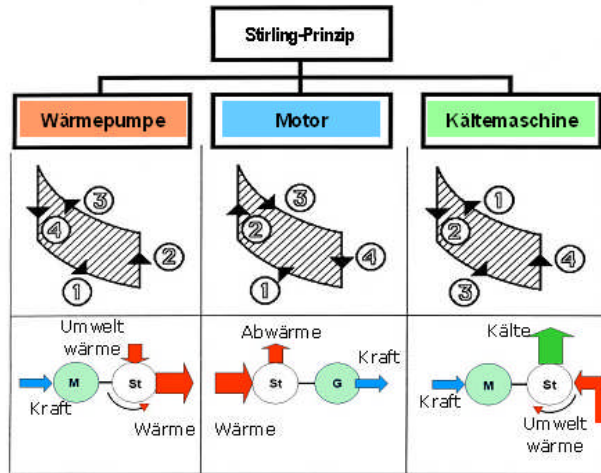 Stirling-Prinzip
Wärmepumpe
Motor
Kältemaschine
3
4
2
1
3
2
4
1
1
2
4
3
Umwelt
wärme
M
St
Kraft
Wärme
Abwärme
Kraft
St
G
Wärme
Kälte
M
St
Kraft
Umwelt
wärme